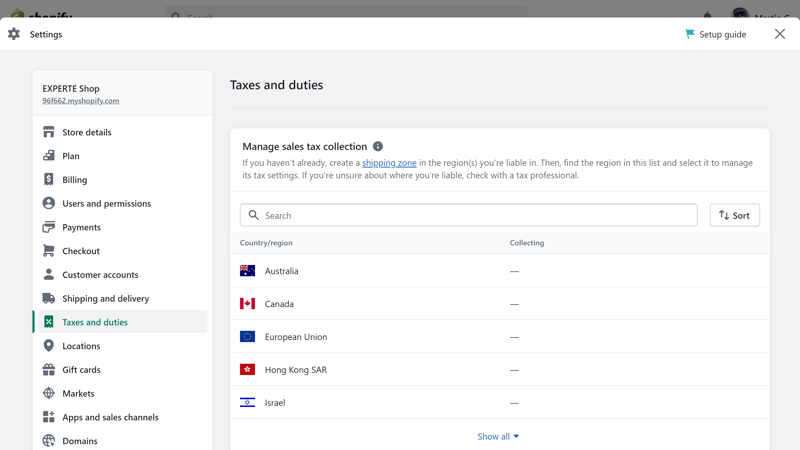 shopify
Search
Settings
Setup guide
EXPERTE Shop
96f662.myshopify.com
Store details
Plan
Billing
Users and permissions
Payments
Checkout
Customer accounts
Shipping and delivery
Taxes and duties
Locations
Gift cards
Markets
Apps and sales channels
Domains
Taxes and duties
Manage sales tax collection
If you haven't already, create a shipping zone in the region(s) you're liable in. Then, find the region in this list and select it to manage
its tax settings. If you're unsure about where you're liable, check with a tax professional.
Search
Sort
Country/region Collecting
Australia —
Canada —
European Union —
Hong Kong SAR —
Israel —
Show all